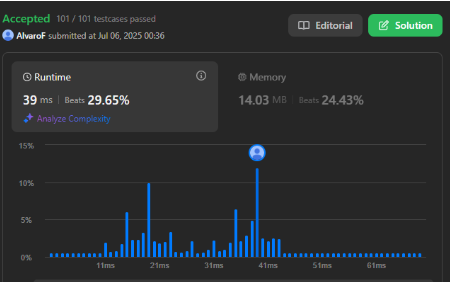 Accepted 101 / 101 testcases passed
Editorial
Solution
AlvaroF submitted at Jul 06, 2025 00:36
Runtime
39 ms | Beats 29.65%
Analyze Complexity
Memory
14.03 MB | Beats 24.43%
15%
10%
5%
0%
11ms 21ms 31ms 41ms 51ms 61ms